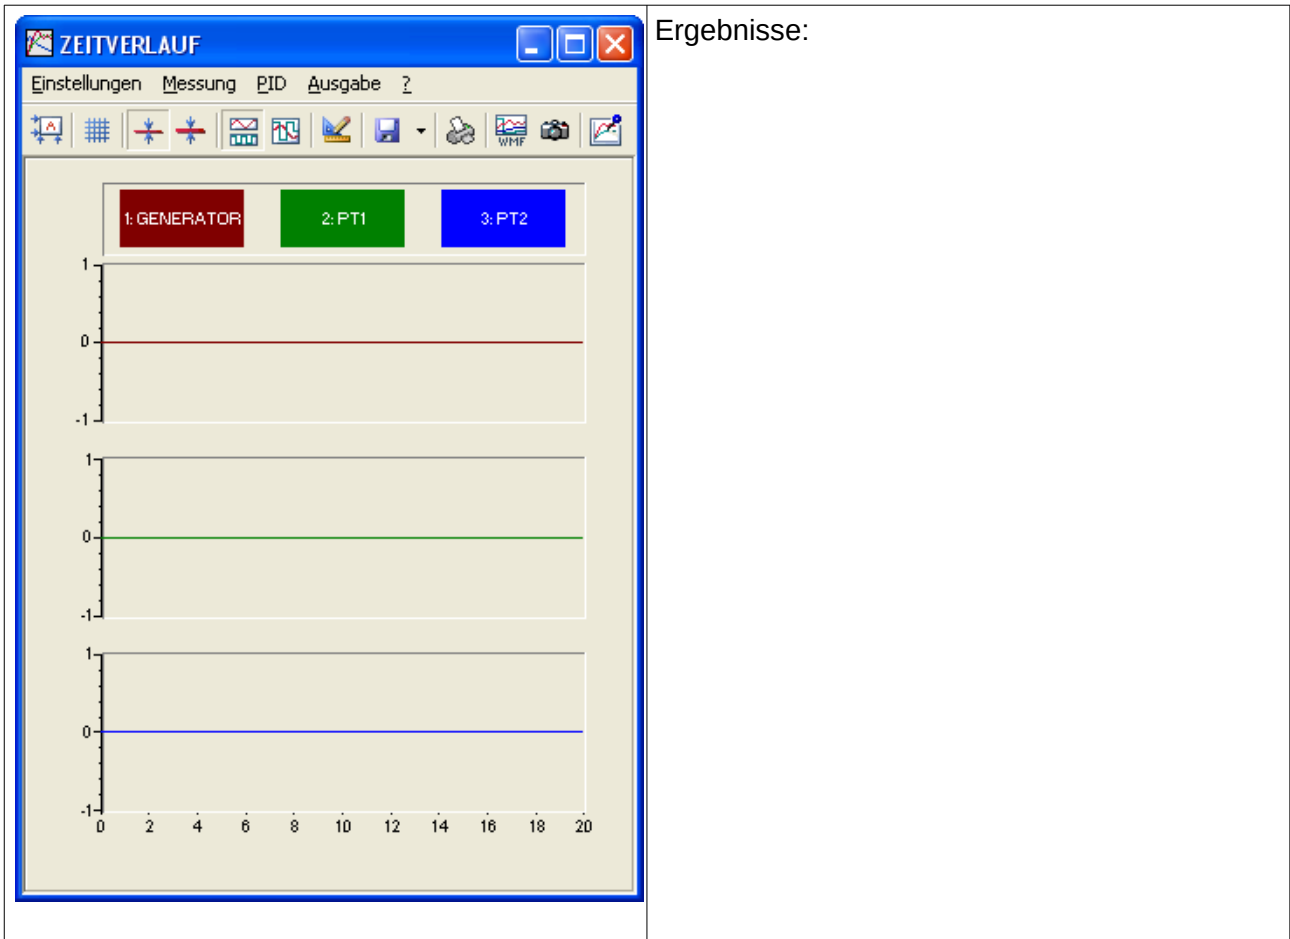 ZEITVERLAUF
Einstellungen Messung PID Ausgabe ?
WMF
1: GENERATOR 2: PT1 3: PT2
1
0
-1
1
0
-1
1
0
-1
0 2 4 6 8 10 12 14 16 18 20
Ergebnisse: